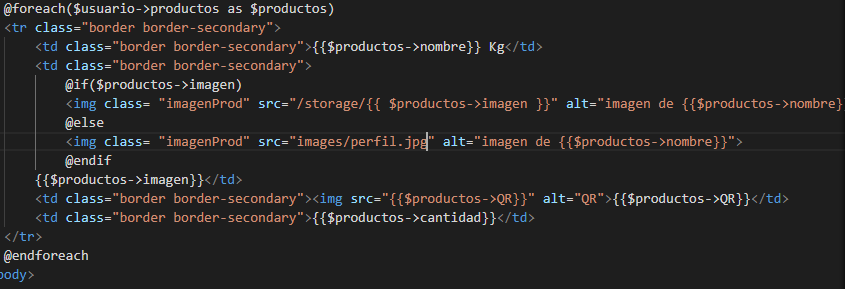 @foreach($usuario->productos as $productos)
<tr class="border border-secondary">
<td class="border border-secondary">{{$productos->nombre}} Kg</td>
<td class="border border-secondary">
@if($productos->imagen)
<img class= "imagenProd" src="/storage/{{ $productos->imagen }}" alt="imagen de {{$productos->nombre}
@else
<img class= "imagenProd" src="images/perfil.jpg" alt="imagen de {{$productos->nombre}}">
@endif
{{$productos->imagen}}</td>
<td class="border border-secondary"><img src="{{$productos->QR}}" alt="QR">{{$productos->QR}}</td>
<td class="border border-secondary">{{$productos->cantidad}}</td>
</tr>
@endforeach
body>